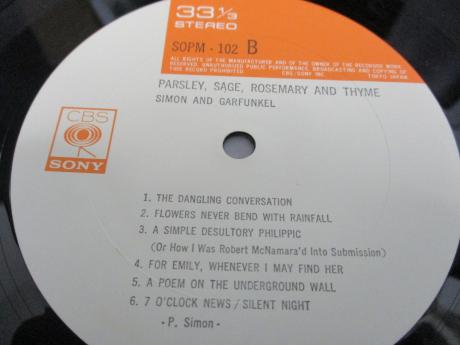 33 1/3
STEREO
SOPM - 102 B
ALL RIGHTS OF THE MANUFACTURER AND OF THE OWNER OF THE RECORDED WORK
RESERVED. UNAUTHORISED PUBLIC PERFORMANCE, BROADCASTING AND COPYING OF
THIS RECORD PROHIBITED CBS/SONY INC. TOKYO JAPAN
PARSLEY, SAGE, ROSEMARY AND THYME
SIMON AND GARFUNKEL
CBS
SONY
1. THE DANGLING CONVERSATION
2. FLOWERS NEVER BEND WITH RAINFALL
3. A SIMPLE DESULTORY PHILIPPIC
(Or How I Was Robert McNamara'd Into Submission)
4. FOR EMILY, WHENEVER I MAY FIND HER
5. A POEM ON THE UNDERGROUND WALL
6. 7 O'CLOCK NEWS / SILENT NIGHT
- P. Simon -